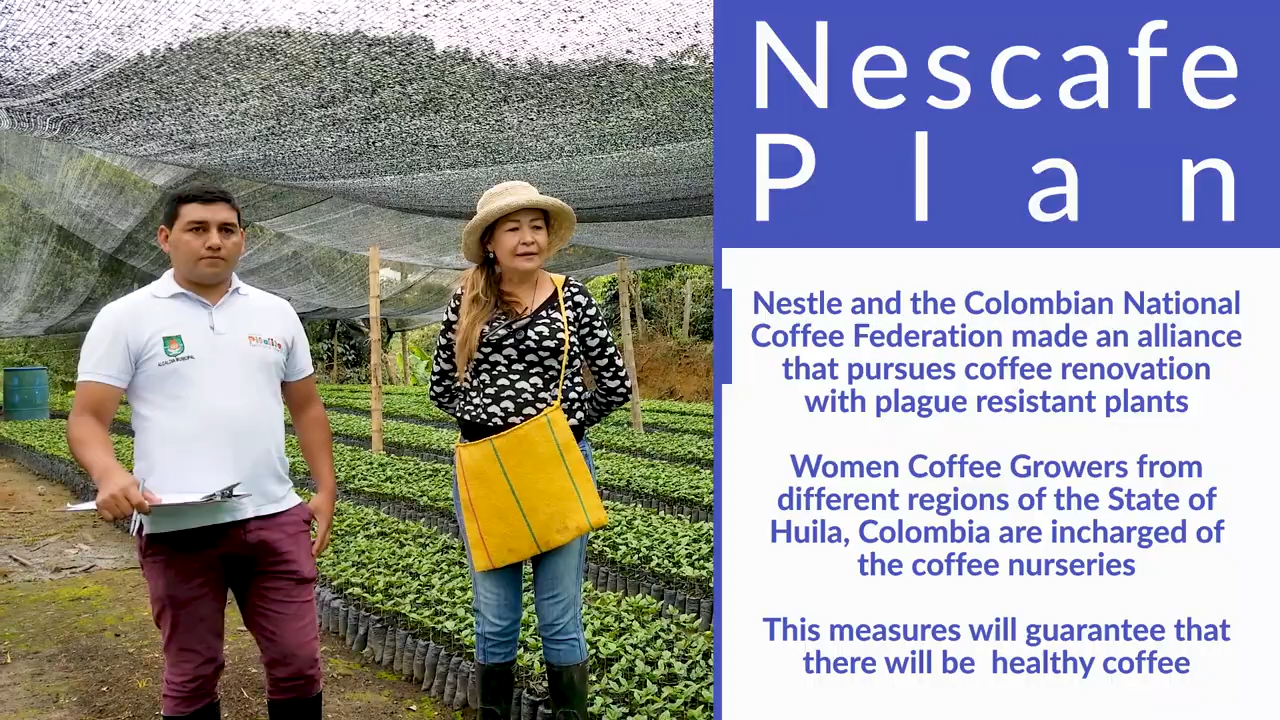 Nescafe
Plan
Nestle and the Colombian National
Coffee Federation made an alliance
that pursues coffee renovation
with plague resistant plants
Women Coffee Growers from
different regions of the State of
Huila, Colombia are incharged of
the coffee nurseries
This measures will guarantee that
there will be  healthy coffee
ALCALDIA MUNICIPAL